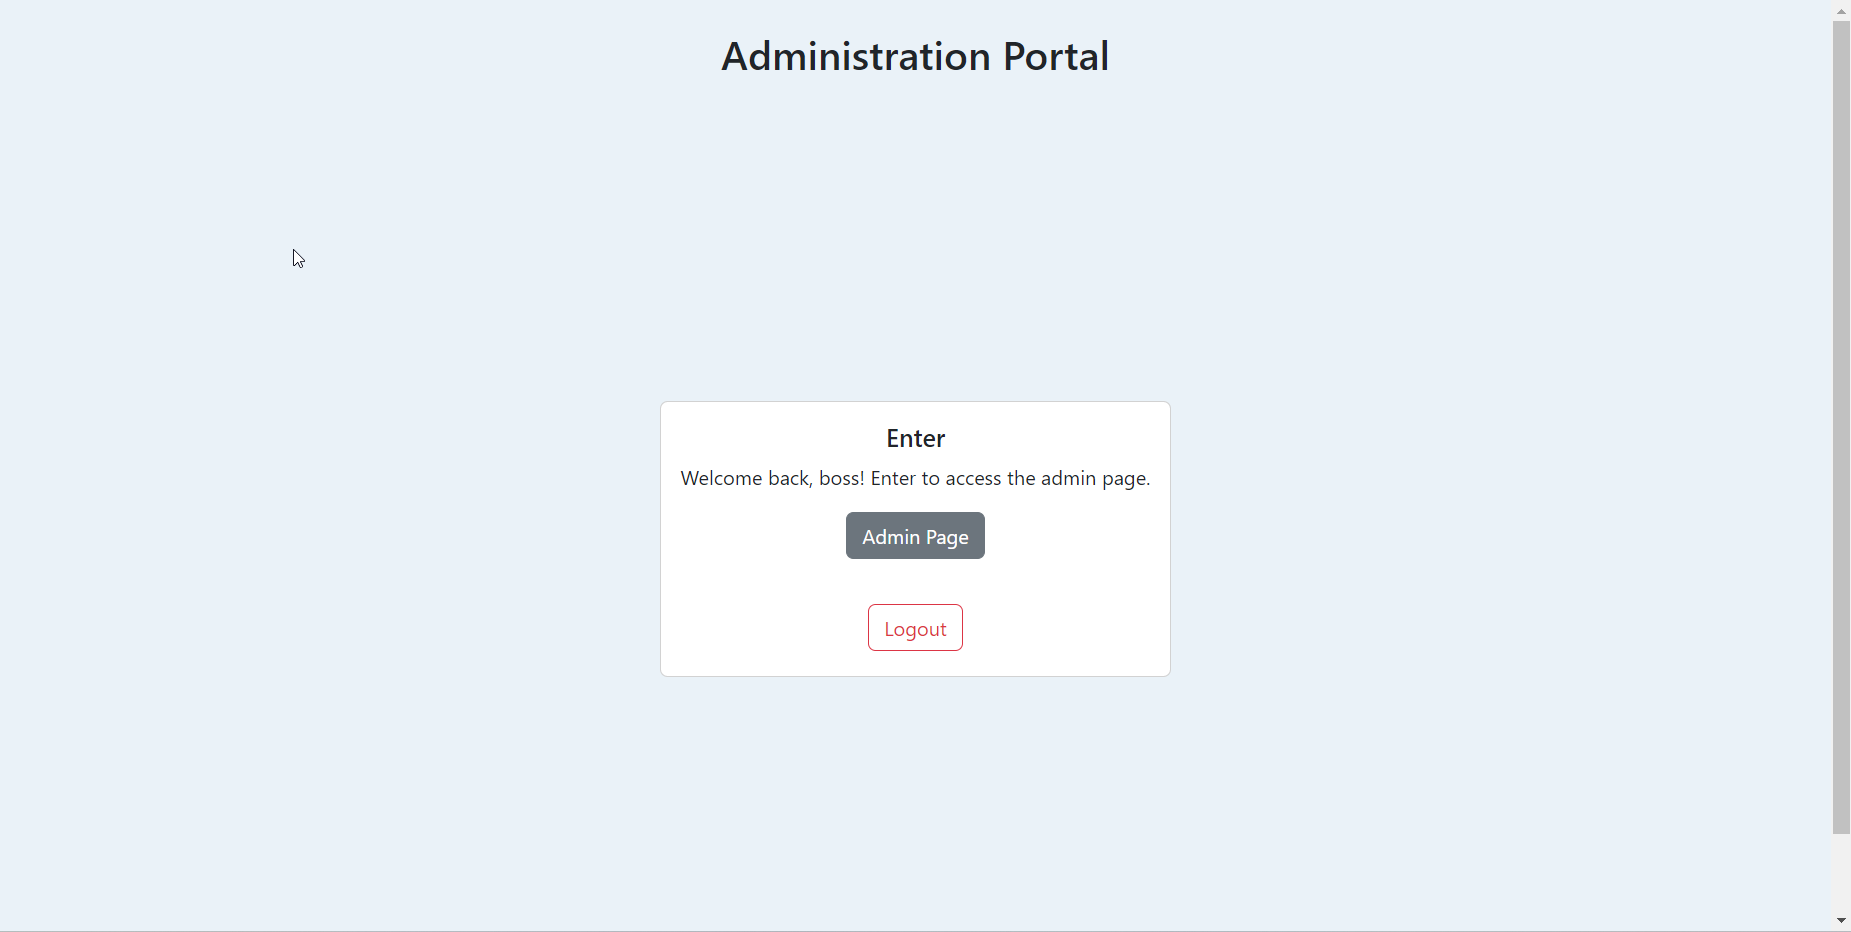 Administration Portal
Enter
Welcome back, boss! Enter to access the admin page.
Admin Page
Logout